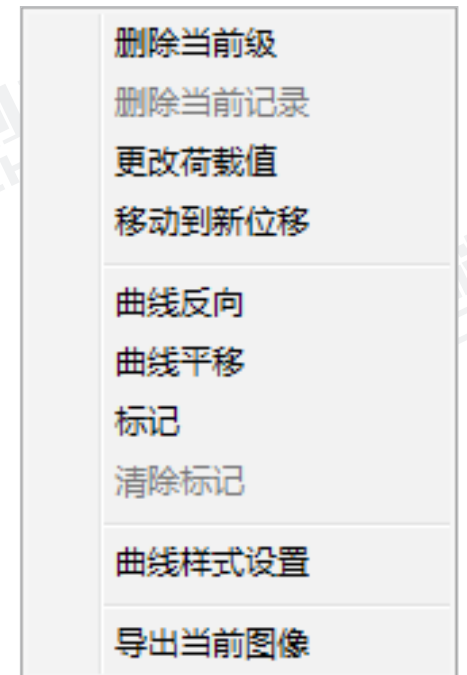 删除当前级
删除当前记录
更改荷载值
移动到新位移
曲线反向
曲线平移
标记
清除标记
曲线样式设置
导出当前图像